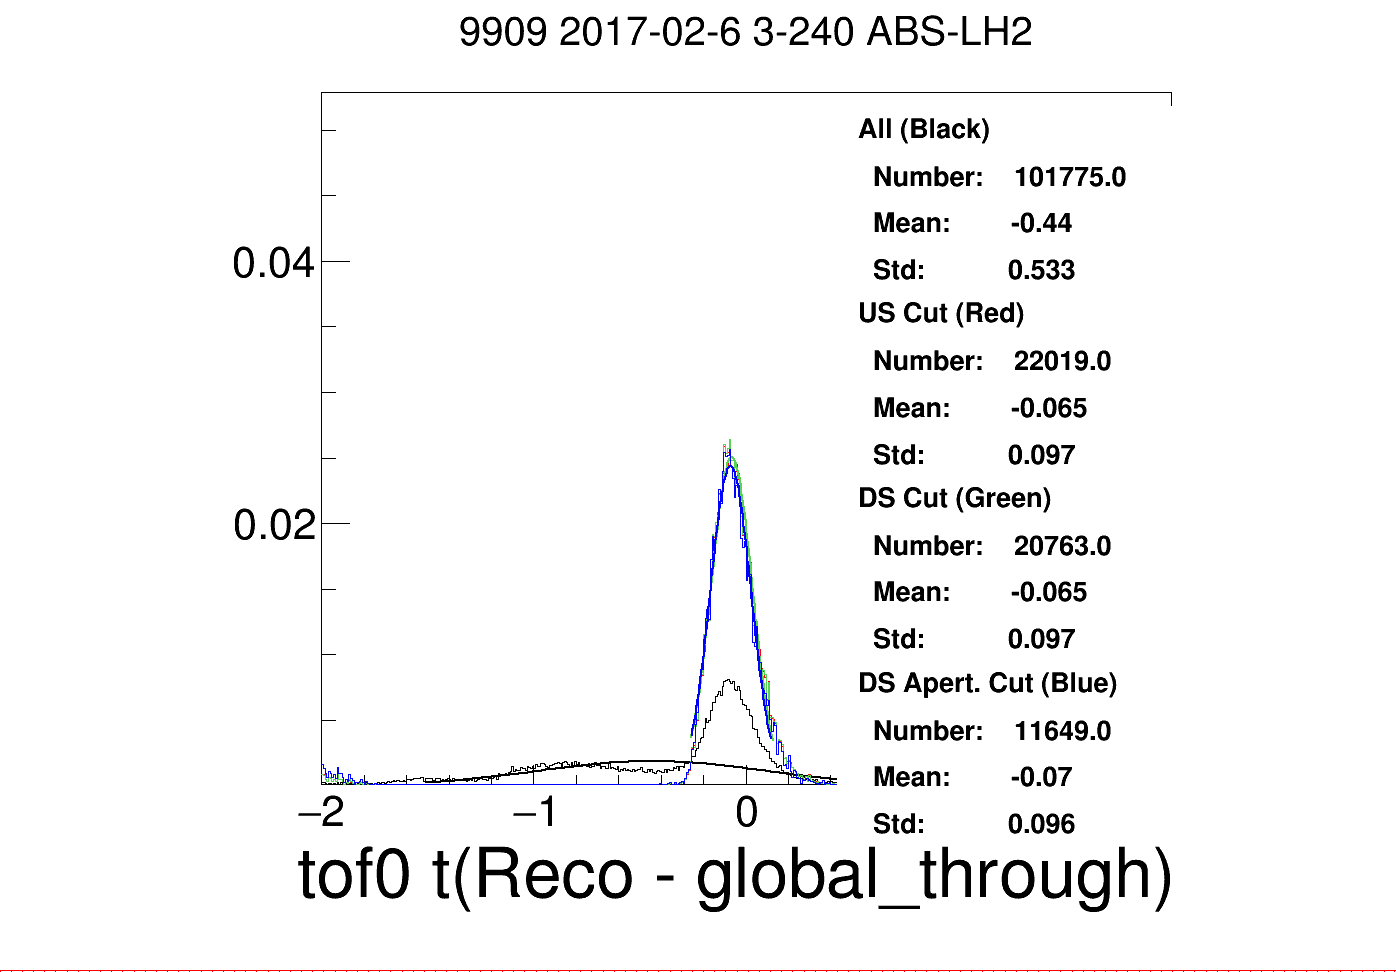 9909 2017-02-6 3-240 ABS-LH2
All (Black)
Number: 101775.0
Mean: -0.44
Std: 0.533
US Cut (Red)
Number: 22019.0
Mean: -0.065
Std: 0.097
DS Cut (Green)
Number: 20763.0
Mean: -0.065
Std: 0.097
DS Apert. Cut (Blue)
Number: 11649.0
Mean: -0.07
Std: 0.096
0.04
0.02
−2 −1 0
tof0 t(Reco - global_through)